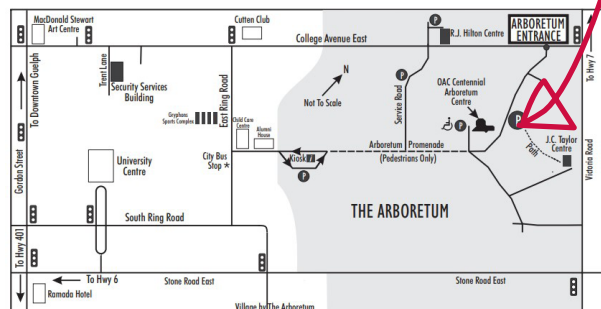 MacDonald Stewart
Art Centre
Cutten Club
P
R.J. Hilton Centre
ARBORETUM
ENTRANCE
College Avenue East
To Hwy 7
To Downtown Guelph
Trent Lane
Security Services
Building
East Ring Road
N
Not To Scale
P
Service Road
OAC Centennial
Arboretum
Centre
Gryphons
Sports Complex
Child Care
Centre
Alumni
House
P
P
J.C. Taylor
Centre
Path
Gordon Street
University
Centre
City Bus
Stop *
Kiosk i
P
Arboretum Promenade
(Pedestrians Only)
P
Victoria Road
THE ARBORETUM
South Ring Road
To Hwy 401
To Hwy 6
Stone Road East
Stone Road East
Ramada Hotel
Village by The Arboretum